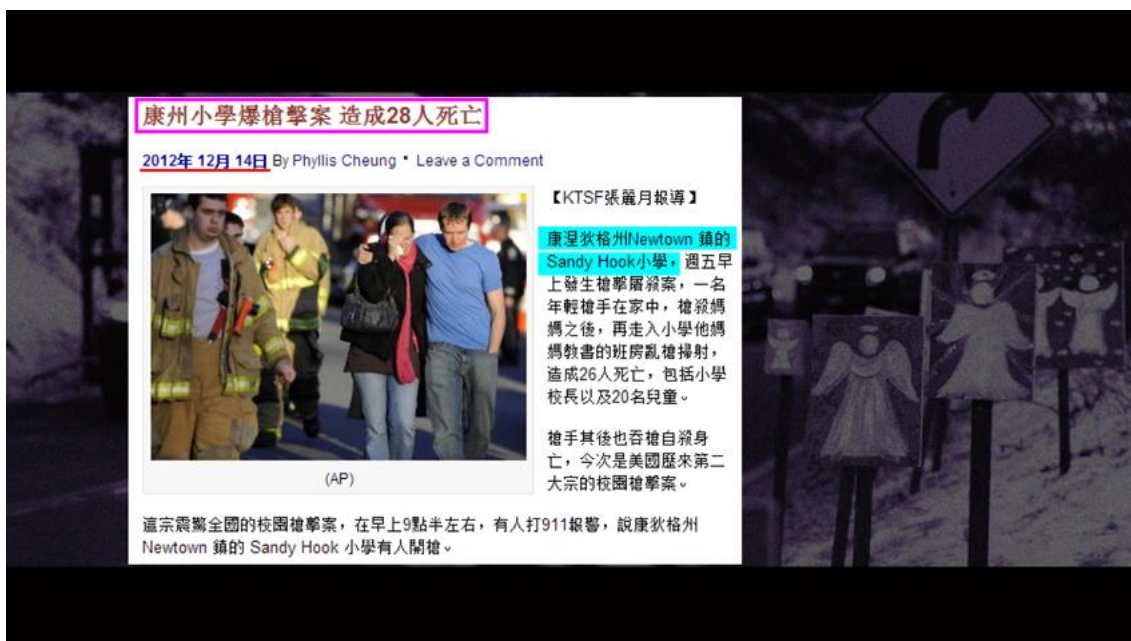 康州小學爆槍擊案 造成28人死亡
2012年 12月 14日 By Phyllis Cheung · Leave a Comment
【KTSF張麗月報導】
康涅狄格州Newtown 鎮的
Sandy Hook小學，週五早
上發生槍擊屠殺案，一名
年輕槍手在家中，槍殺媽
媽之後，再走入小學他媽
媽教書的班房亂槍掃射，
造成26人死亡，包括小學
校長以及20名兒童。
槍手其後也吞槍自殺身
亡，今次是美國歷來第二
大宗的校園槍擊案。
(AP)
這宗震驚全國的校園槍擊案，在早上9點半左右，有人打911報警，說康狄格州
Newtown 鎮的 Sandy Hook 小學有人開槍。